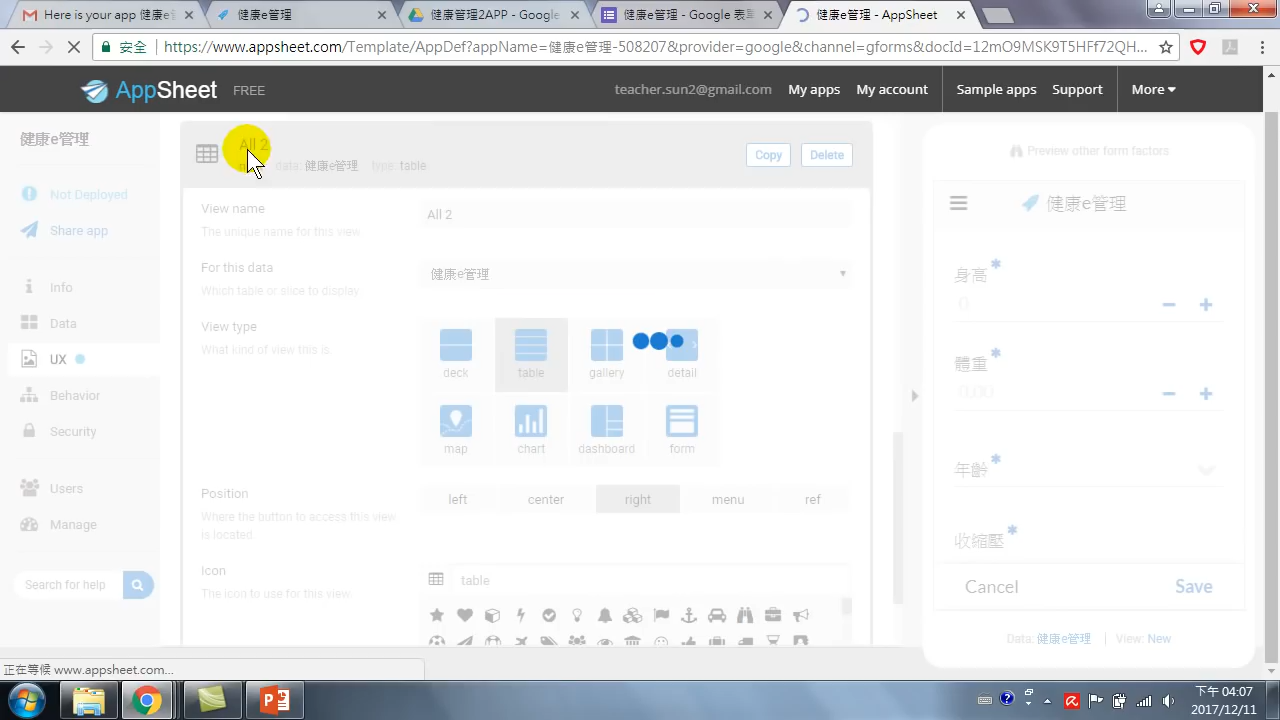 Here is your app 健康e
健康e管理
健康管理2APP - Google
健康e管理 - Google 表單
健康e管理 - AppSheet
安全 https://www.appsheet.com/Template/AppDef?appName=健康e管理-508207&provider=google&channel=gforms&docId=12mO9MSK9T5HFf72QH...
AppSheet FREE
teacher.sun2@gmail.com My apps My account Sample apps Support More
健康e管理
Not Deployed
Share app
Info
Data
UX
Behavior
Security
Users
Manage
Search for help
All 2
data: 健康e管理 type: table
Copy Delete
View name
The unique name for this view.
All 2
For this data
Which table or slice to display.
健康e管理
View type
What kind of view this is.
deck table gallery detail
map chart dashboard form
Position
Where the button to access this view
is located.
left center right menu ref
Icon
The icon to use for this view.
table
Preview other form factors
健康e管理
身高
0
體重
0.00
年齡
收縮壓
Cancel Save
Data: 健康e管理 | View: New
正在等候 www.appsheet.com...
下午 04:07
2017/12/11